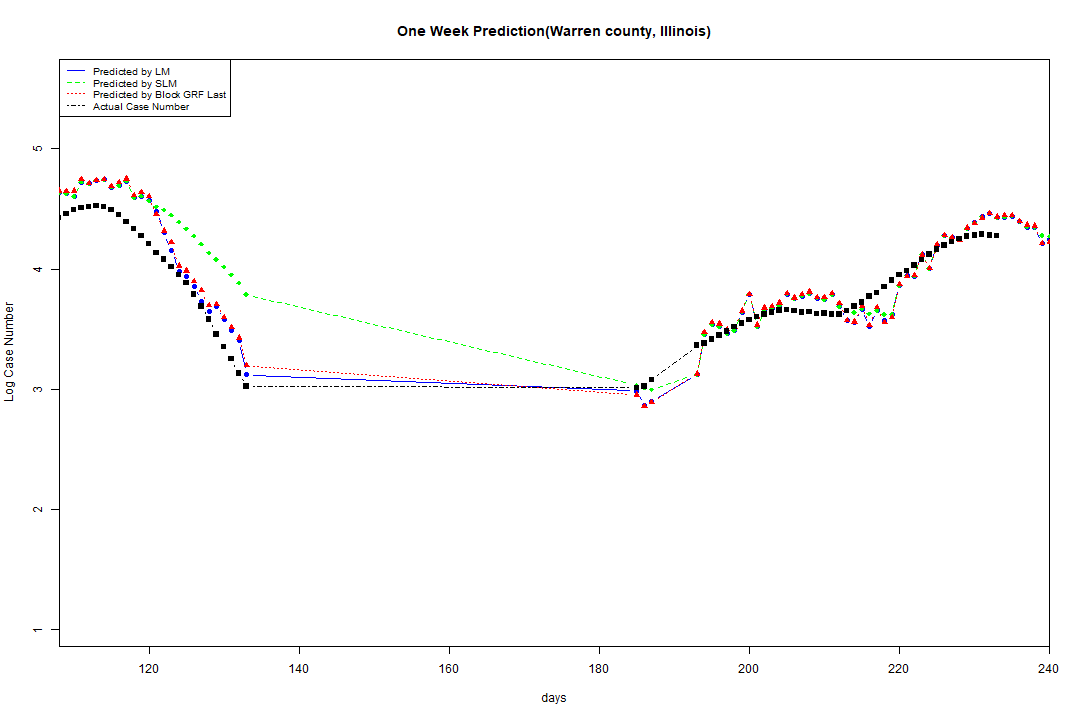 One Week Prediction(Warren county, Illinois)
Predicted by LM
Predicted by SLM
Predicted by Block GRF Last
Actual Case Number
5
4
3
2
1
Log Case Number
120 140 160 180 200 220 240
days